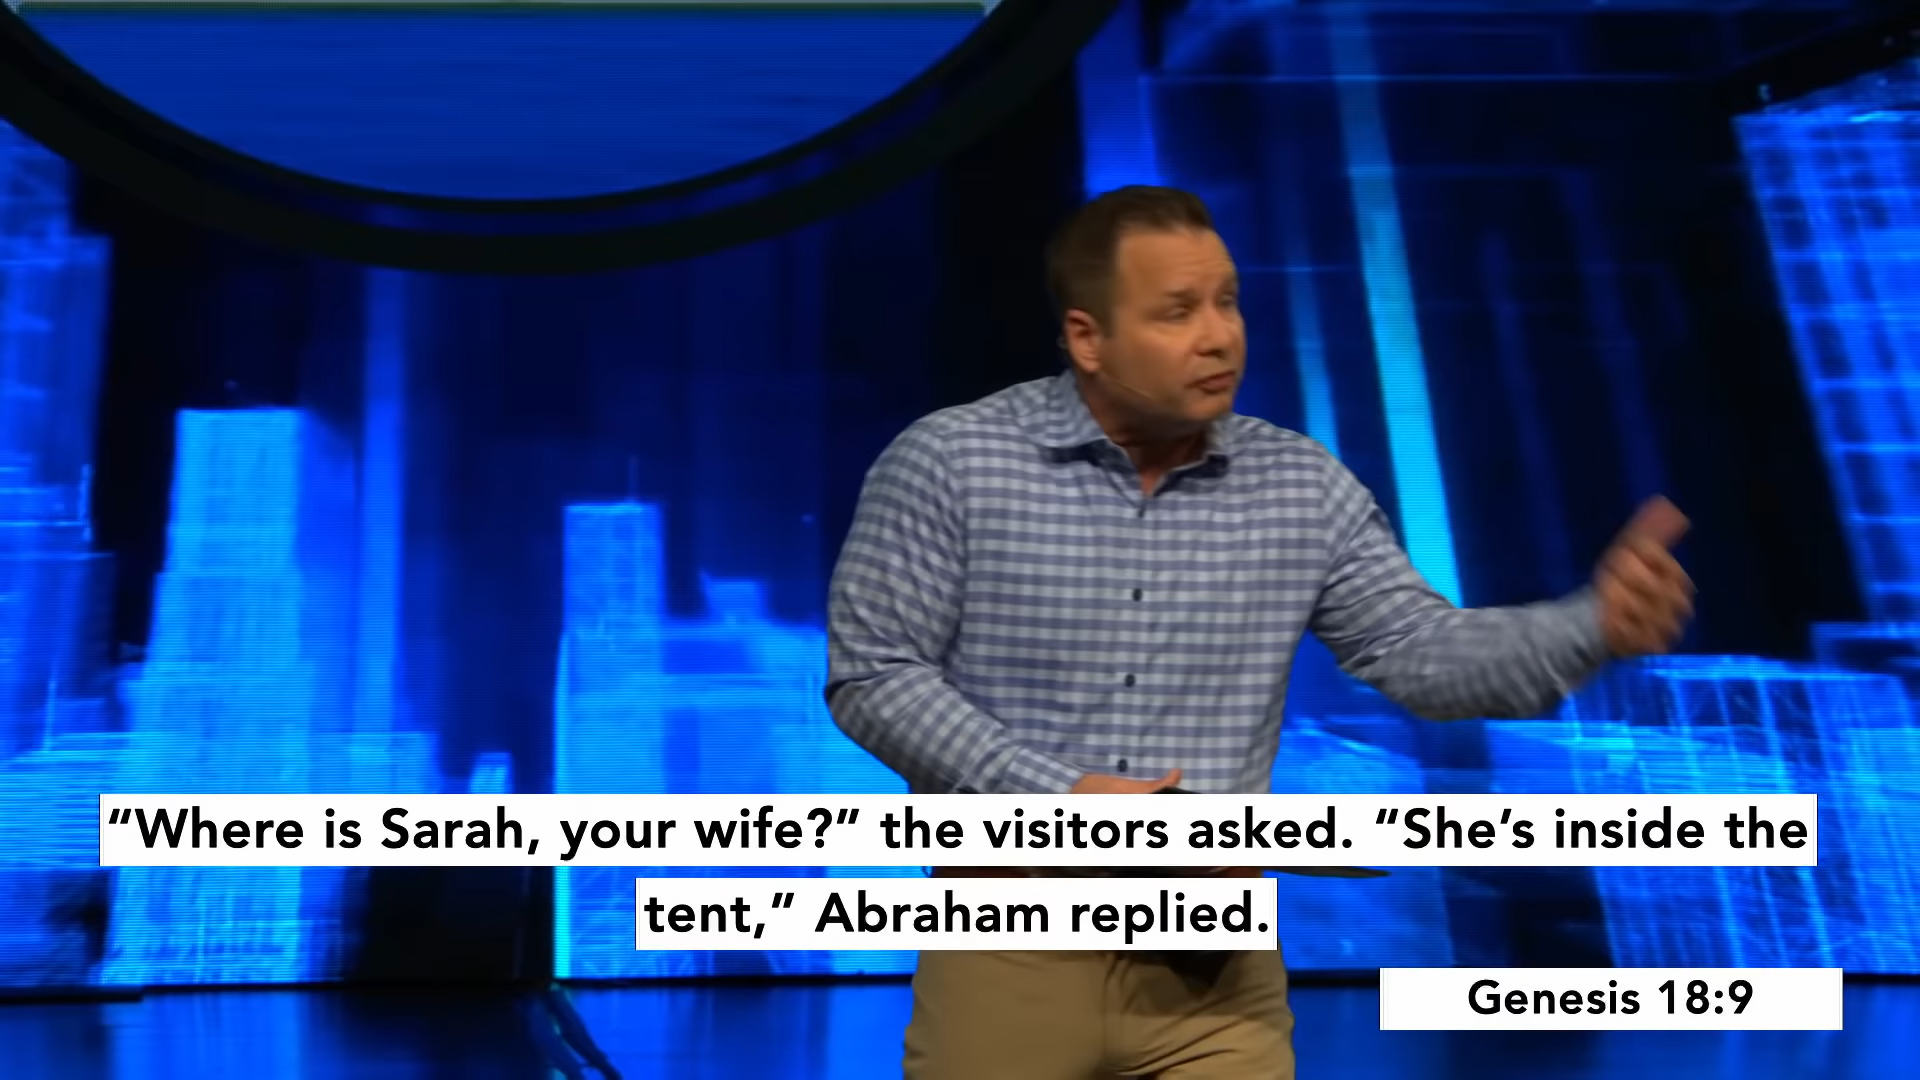 “Where is Sarah, your wife?” the visitors asked. “She’s inside the
tent,” Abraham replied.
Genesis 18:9